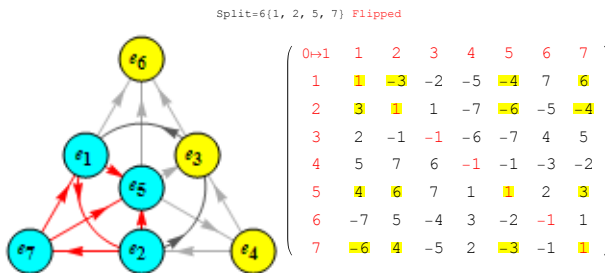 Split=6{1, 2, 5, 7} Flipped
e6
e1
e3
e5
e7
e2
e4
0↦1 1 2 3 4 5 6 7
1 1 -3 -2 -5 -4 7 6
2 3 1 1 -7 -6 -5 -4
3 2 -1 -1 -6 -7 4 5
4 5 7 6 -1 -1 -3 -2
5 4 6 7 1 1 2 3
6 -7 5 -4 3 -2 -1 1
7 -6 4 -5 2 -3 -1 1